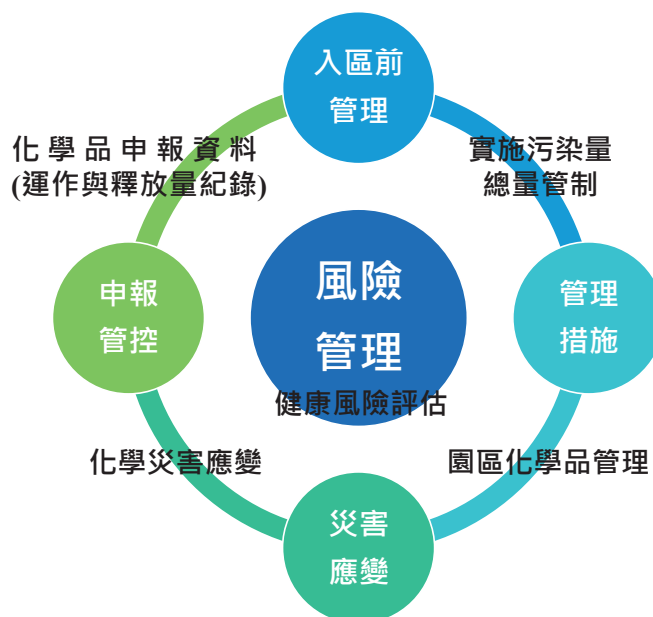 入區前
管理
化學品申報資料
(運作與釋放量紀錄)
實施污染量
總量管制
申報
管控
風險
管理
健康風險評估
管理
措施
化學災害應變
園區化學品管理
災害
應變